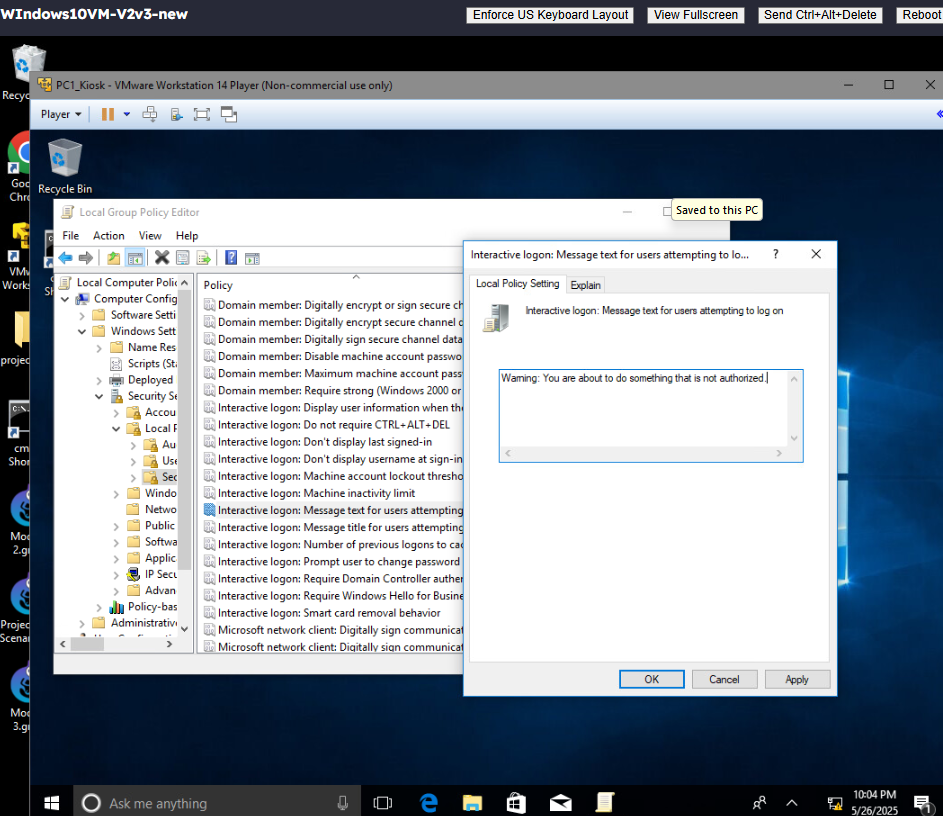 WIndows10VM-V2v3-new
Enforce US Keyboard Layout
View Fullscreen
Send Ctrl+Alt+Delete
Reboot
Recyc
PC1_Kiosk - VMware Workstation 14 Player (Non-commercial use only)
Player
Recycle Bin
Goo
Chro
VM
Works
Sh
projec
cm
Shor
Mod
2.g
Projec
Scenar
Mod
3.g
Local Group Policy Editor
Saved to this PC
File Action View Help
Local Computer Polic
Computer Config
Software Setti
Windows Sett
Name Res
Scripts (Sta
Deployed
Security Se
Accou
Local P
Au
Use
Sec
Windo
Netwo
Public
Softwa
Applic
IP Secu
Advan
Policy-bas
Administrative
Policy
Domain member: Digitally encrypt or sign secure ch
Domain member: Digitally encrypt secure channel d
Domain member: Digitally sign secure channel data
Domain member: Disable machine account passwo
Domain member: Maximum machine account pass
Domain member: Require strong (Windows 2000 or
Interactive logon: Display user information when the
Interactive logon: Do not require CTRL+ALT+DEL
Interactive logon: Don't display last signed-in
Interactive logon: Don't display username at sign-in
Interactive logon: Machine account lockout thresho
Interactive logon: Machine inactivity limit
Interactive logon: Message text for users attempting
Interactive logon: Message title for users attempting
Interactive logon: Number of previous logons to cac
Interactive logon: Prompt user to change password
Interactive logon: Require Domain Controller authen
Interactive logon: Require Windows Hello for Busine
Interactive logon: Smart card removal behavior
Microsoft network client: Digitally sign communicat
Microsoft network client: Digitally sign communicat
Interactive logon: Message text for users attempting to lo...
?
Local Policy Setting
Explain
Interactive logon: Message text for users attempting to log on
Warning: You are about to do something that is not authorized.
OK
Cancel
Apply
Ask me anything
10:04 PM
5/26/2025
1